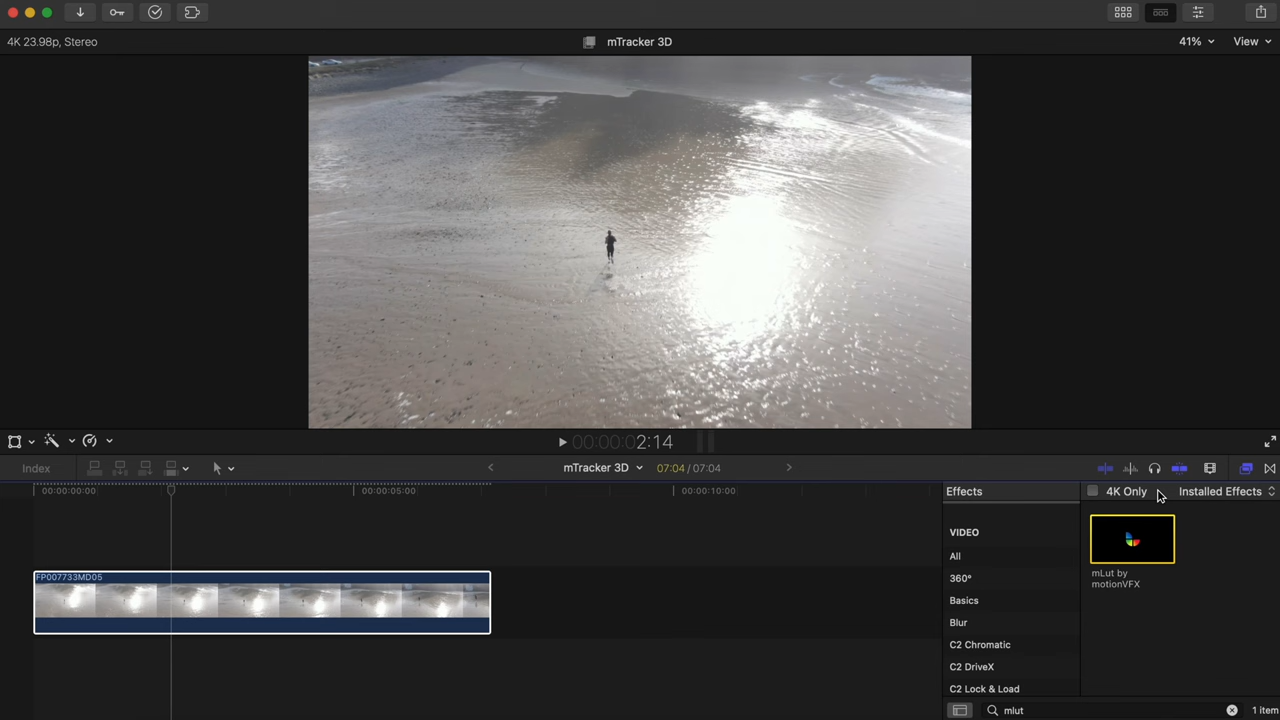 4K 23.98p, Stereo
mTracker 3D
41%
View
00:00:02:14
Index
mTracker 3D
07:04 / 07:04
00:00:00:00
00:00:05:00
00:00:10:00
FP007733MD05
Effects
4K Only
Installed Effects
VIDEO
All
360°
Basics
Blur
C2 Chromatic
C2 DriveX
C2 Lock & Load
mLut by
motionVFX
mlut
1 item